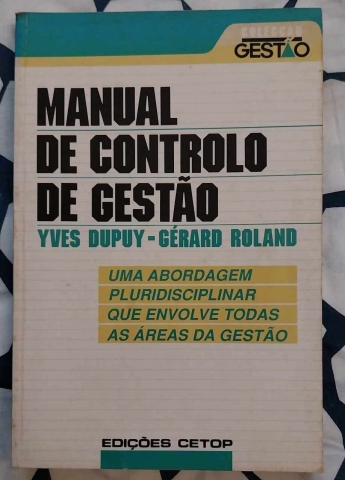 COLECÇÃO
GESTÃO
MANUAL
DE CONTROLO
DE GESTÃO
YVES DUPUY-GÉRARD ROLAND
UMA ABORDAGEM
PLURIDISCIPLINAR
QUE ENVOLVE TODAS
AS ÁREAS DA GESTÃO
EDIÇÕES CETOP